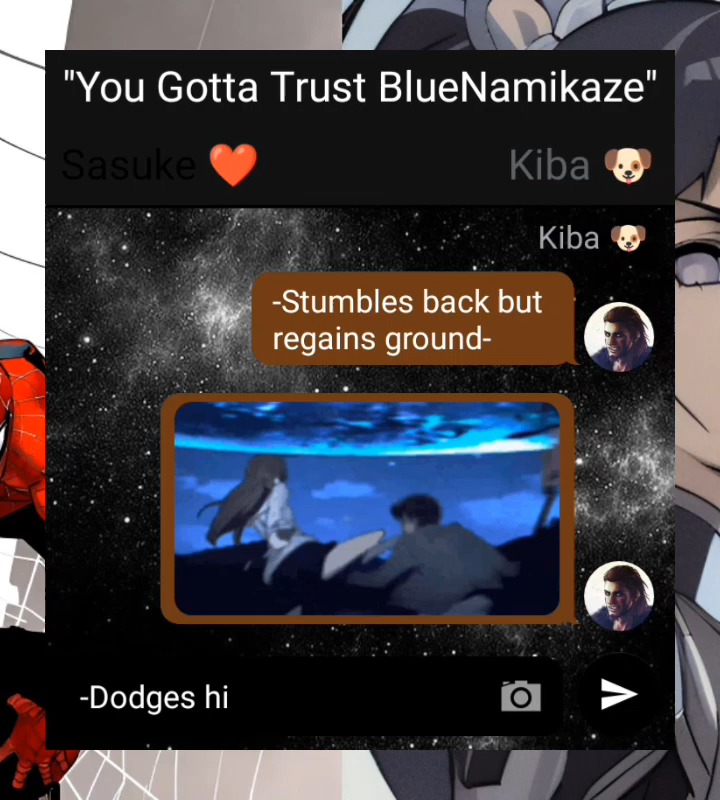 "You Gotta Trust BlueNamikaze"
Sasuke ❤️ Kiba 🐶
Kiba 🐶
-Stumbles back but
regains ground-
-Dodges hi